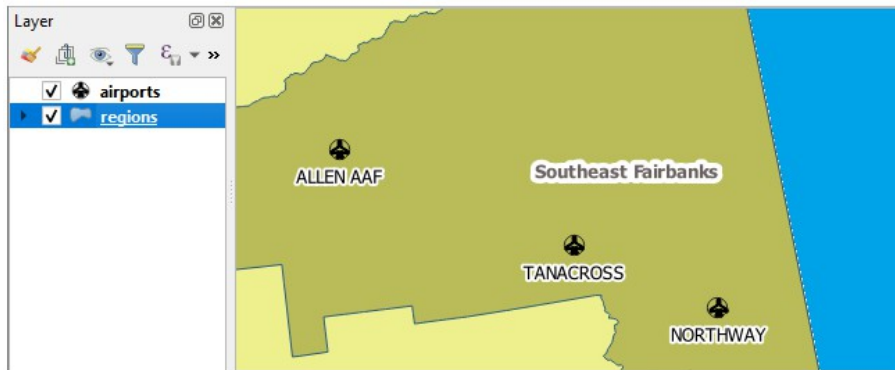 Layer
airports
regions
ALLEN AAF
Southeast Fairbanks
TANACROSS
NORTHWAY